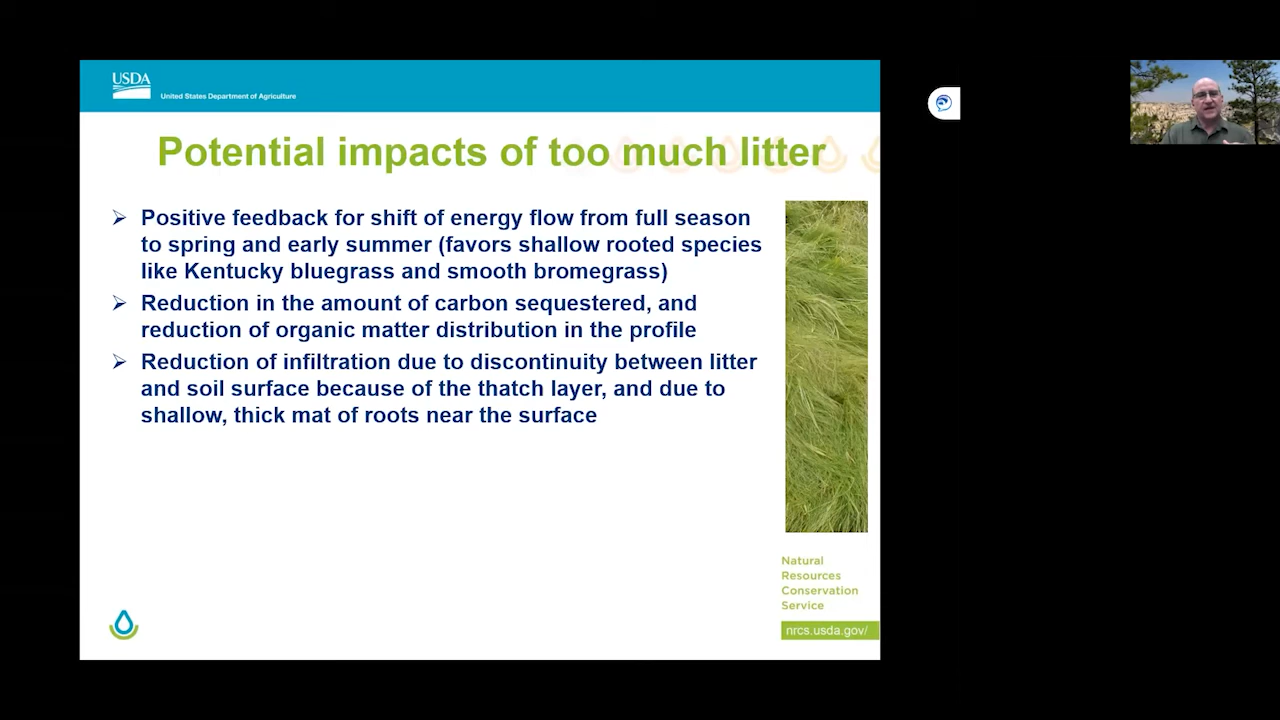 USDA
United States Department of Agriculture
Potential impacts of too much litter
Positive feedback for shift of energy flow from full season
to spring and early summer (favors shallow rooted species
like Kentucky bluegrass and smooth bromegrass)
Reduction in the amount of carbon sequestered, and
reduction of organic matter distribution in the profile
Reduction of infiltration due to discontinuity between litter
and soil surface because of the thatch layer, and due to
shallow, thick mat of roots near the surface
Natural
Resources
Conservation
Service
nrcs.usda.gov/